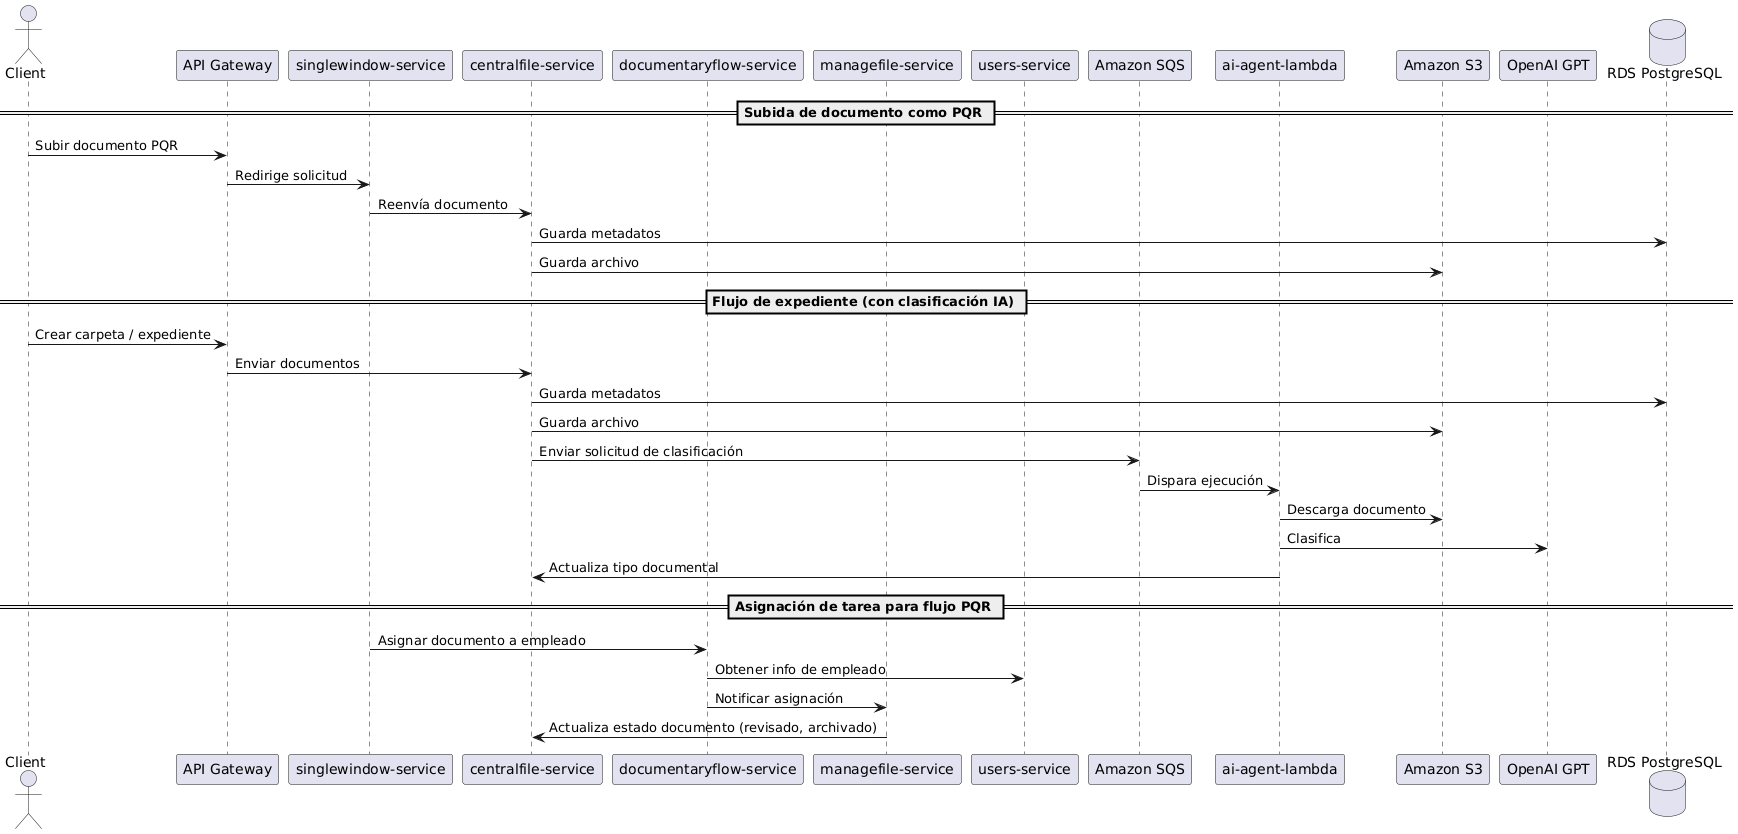 Client
API Gateway
singlewindow-service
centralfile-service
documentaryflow-service
managefile-service
users-service
Amazon SQS
ai-agent-lambda
Amazon S3
OpenAI GPT
RDS PostgreSQL
Subida de documento como PQR
Subir documento PQR
Redirige solicitud
Reenvía documento
Guarda metadatos
Guarda archivo
Flujo de expediente (con clasificación IA)
Crear carpeta / expediente
Enviar documentos
Guarda metadatos
Guarda archivo
Enviar solicitud de clasificación
Dispara ejecución
Descarga documento
Clasifica
Actualiza tipo documental
Asignación de tarea para flujo PQR
Asignar documento a empleado
Obtener info de empleado
Notificar asignación
Actualiza estado documento (revisado, archivado)
Client
API Gateway
singlewindow-service
centralfile-service
documentaryflow-service
managefile-service
users-service
Amazon SQS
ai-agent-lambda
Amazon S3
OpenAI GPT
RDS PostgreSQL